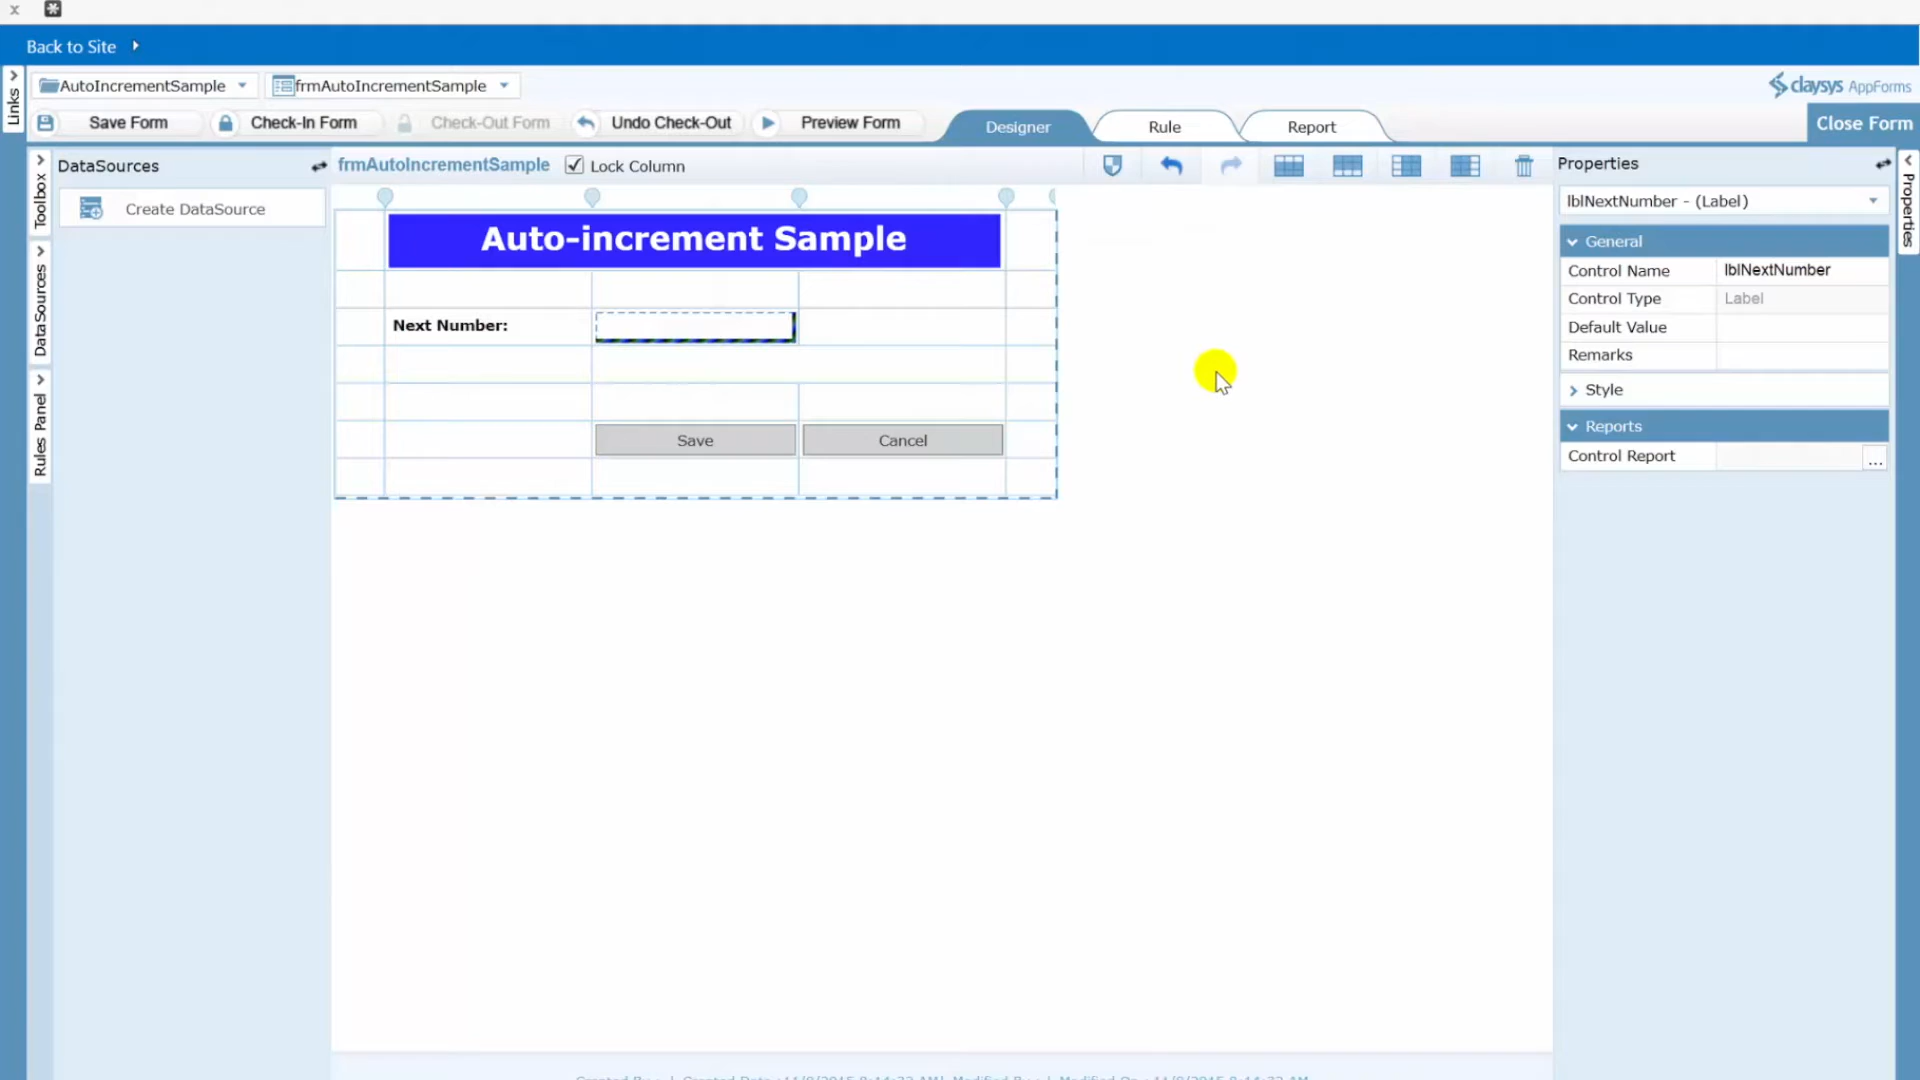 x
Back to Site
Links
AutoIncrementSample
frmAutoIncrementSample
claysys AppForms
Save Form
Check-In Form
Check-Out Form
Undo Check-Out
Preview Form
Designer
Rule
Report
Close Form
Toolbox
DataSources
Rules Panel
DataSources
Create DataSource
frmAutoIncrementSample
Lock Column
Auto-increment Sample
Next Number:
Save
Cancel
Properties
lblNextNumber - (Label)
General
Control Name lblNextNumber
Control Type Label
Default Value
Remarks
Style
Reports
Control Report ...
Properties